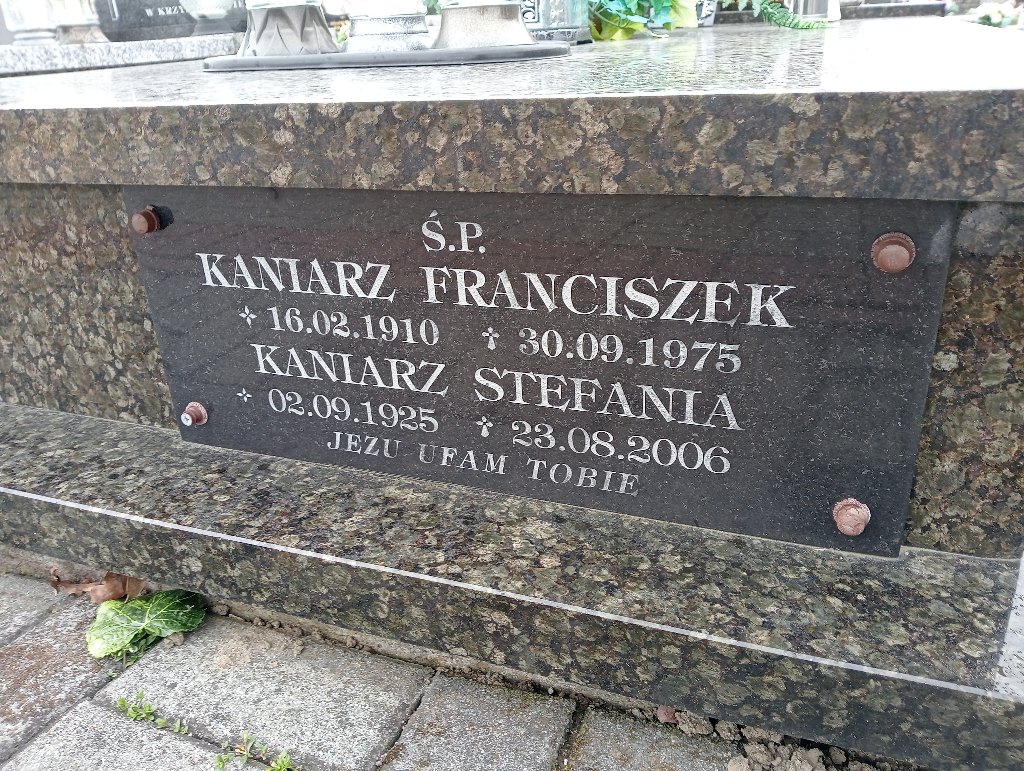 W KRZY
Ś.P.
KANIARZ FRANCISZEK
16.02.1910 30.09.1975
KANIARZ STEFANIA
02.09.1925 23.08.2006
JEZU UFAM TOBIE